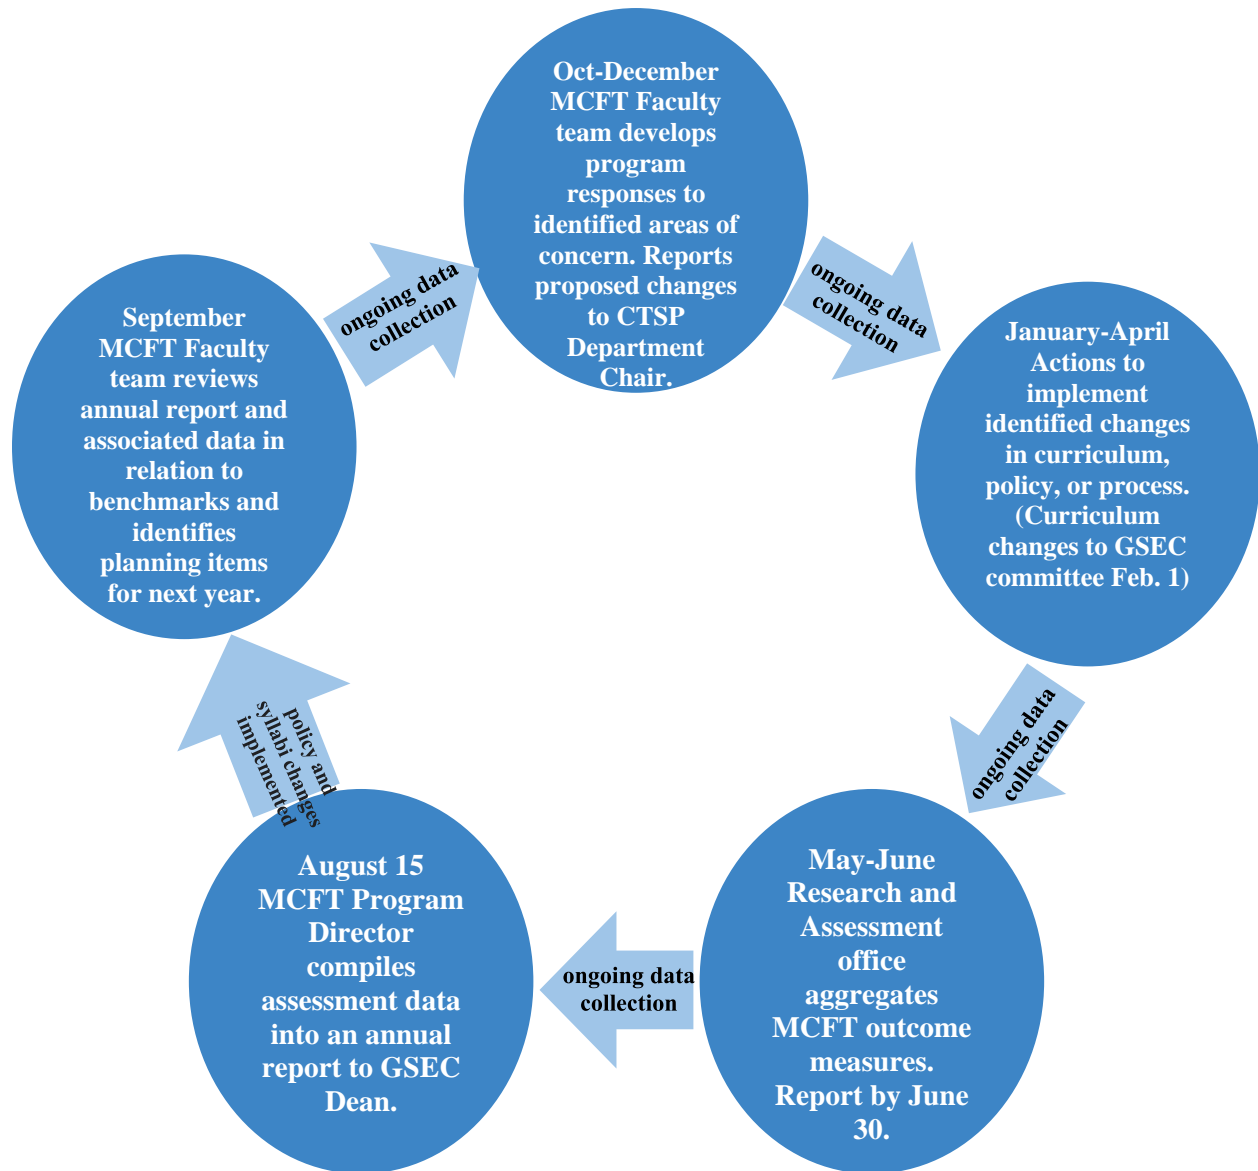 Oct-December
MCFT Faculty
team develops
program
responses to
identified areas of
concern. Reports
proposed changes
to CTSP
Department
Chair.
ongoing data
collection
January-April
Actions to
implement
identified changes
in curriculum,
policy, or process.
(Curriculum
changes to GSEC
committee Feb. 1)
ongoing data
collection
May-June
Research and
Assessment
office
aggregates
MCFT outcome
measures.
Report by June
30.
ongoing data
collection
August 15
MCFT Program
Director
compiles
assessment data
into an annual
report to GSEC
Dean.
policy and
syllabi changes
implemented
September
MCFT Faculty
team reviews
annual report and
associated data in
relation to
benchmarks and
identifies
planning items
for next year.
ongoing data
collection